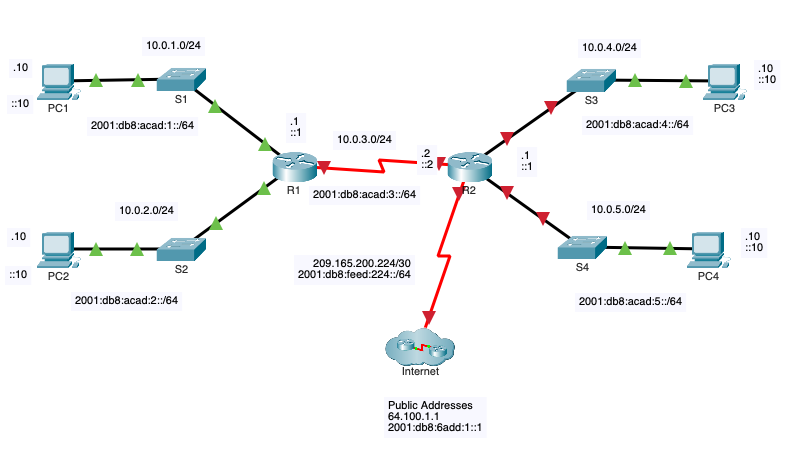 10.0.1.0/24
.10
::10
PC1
S1
2001:db8:acad:1::/64
.1
::1
10.0.3.0/24
R1
2001:db8:acad:3::/64
10.0.2.0/24
.10
::10
PC2
S2
2001:db8:acad:2::/64
10.0.4.0/24
.10
::10
S3
PC3
2001:db8:acad:4::/64
.2
::2
.1
::1
R2
10.0.5.0/24
.10
::10
S4
PC4
2001:db8:acad:5::/64
209.165.200.224/30
2001:db8:feed:224::/64
Internet
Public Addresses
64.100.1.1
2001:db8:6add:1::1